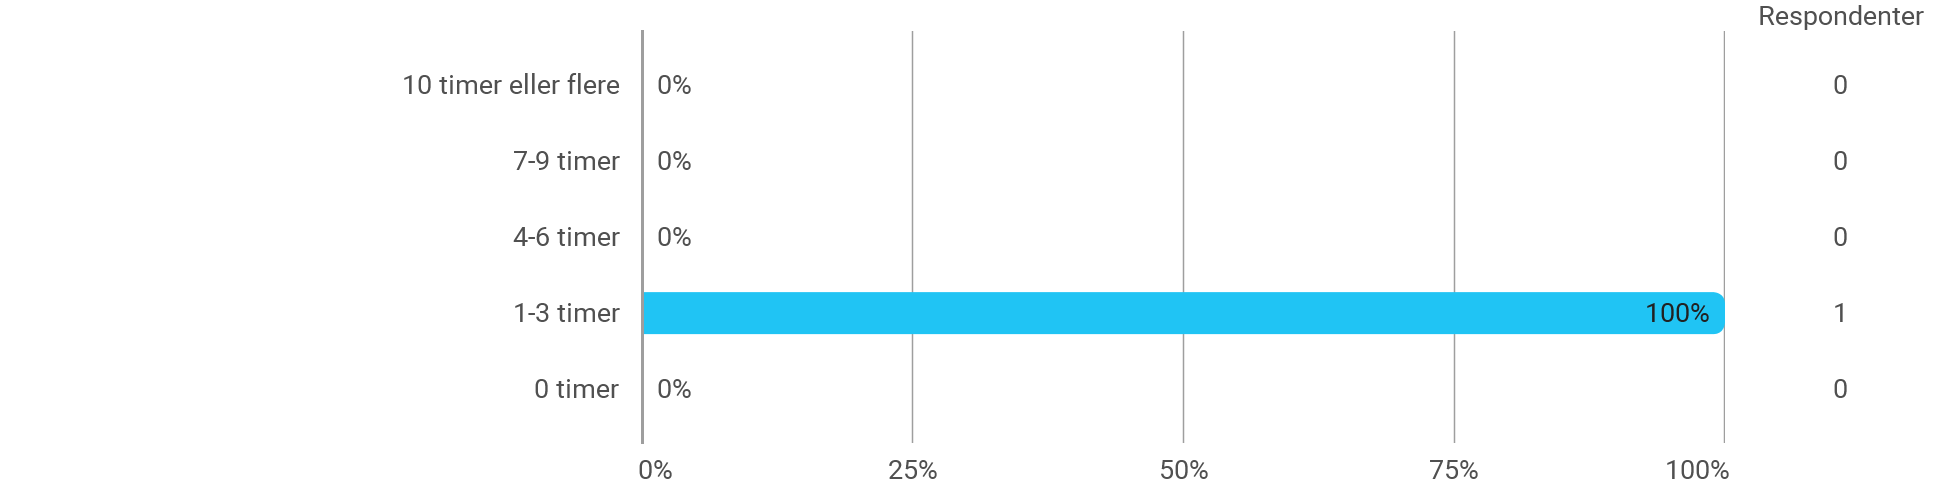 Respondenter
10 timer eller flere 0% 0
7-9 timer 0% 0
4-6 timer 0% 0
1-3 timer 100% 1
0 timer 0% 0
0% 25% 50% 75% 100%